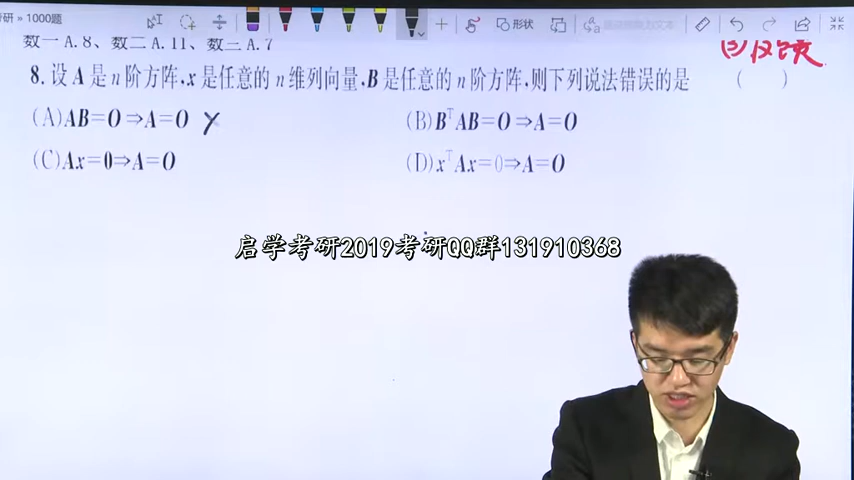 研 » 1000题
形状
数一 A.8、数二 A.11、数三 A.7
8. 设 A 是 n 阶方阵,x 是任意的 n 维列向量,B 是任意的 n 阶方阵,则下列说法错误的是 （ ）
(A) AB=O ⇒A=O ×
(B) BᵀAB=O ⇒A=O
(C) Ax=0⇒A=O
(D) xᵀAx=0⇒A=O
启学考研2019考研QQ群131910368